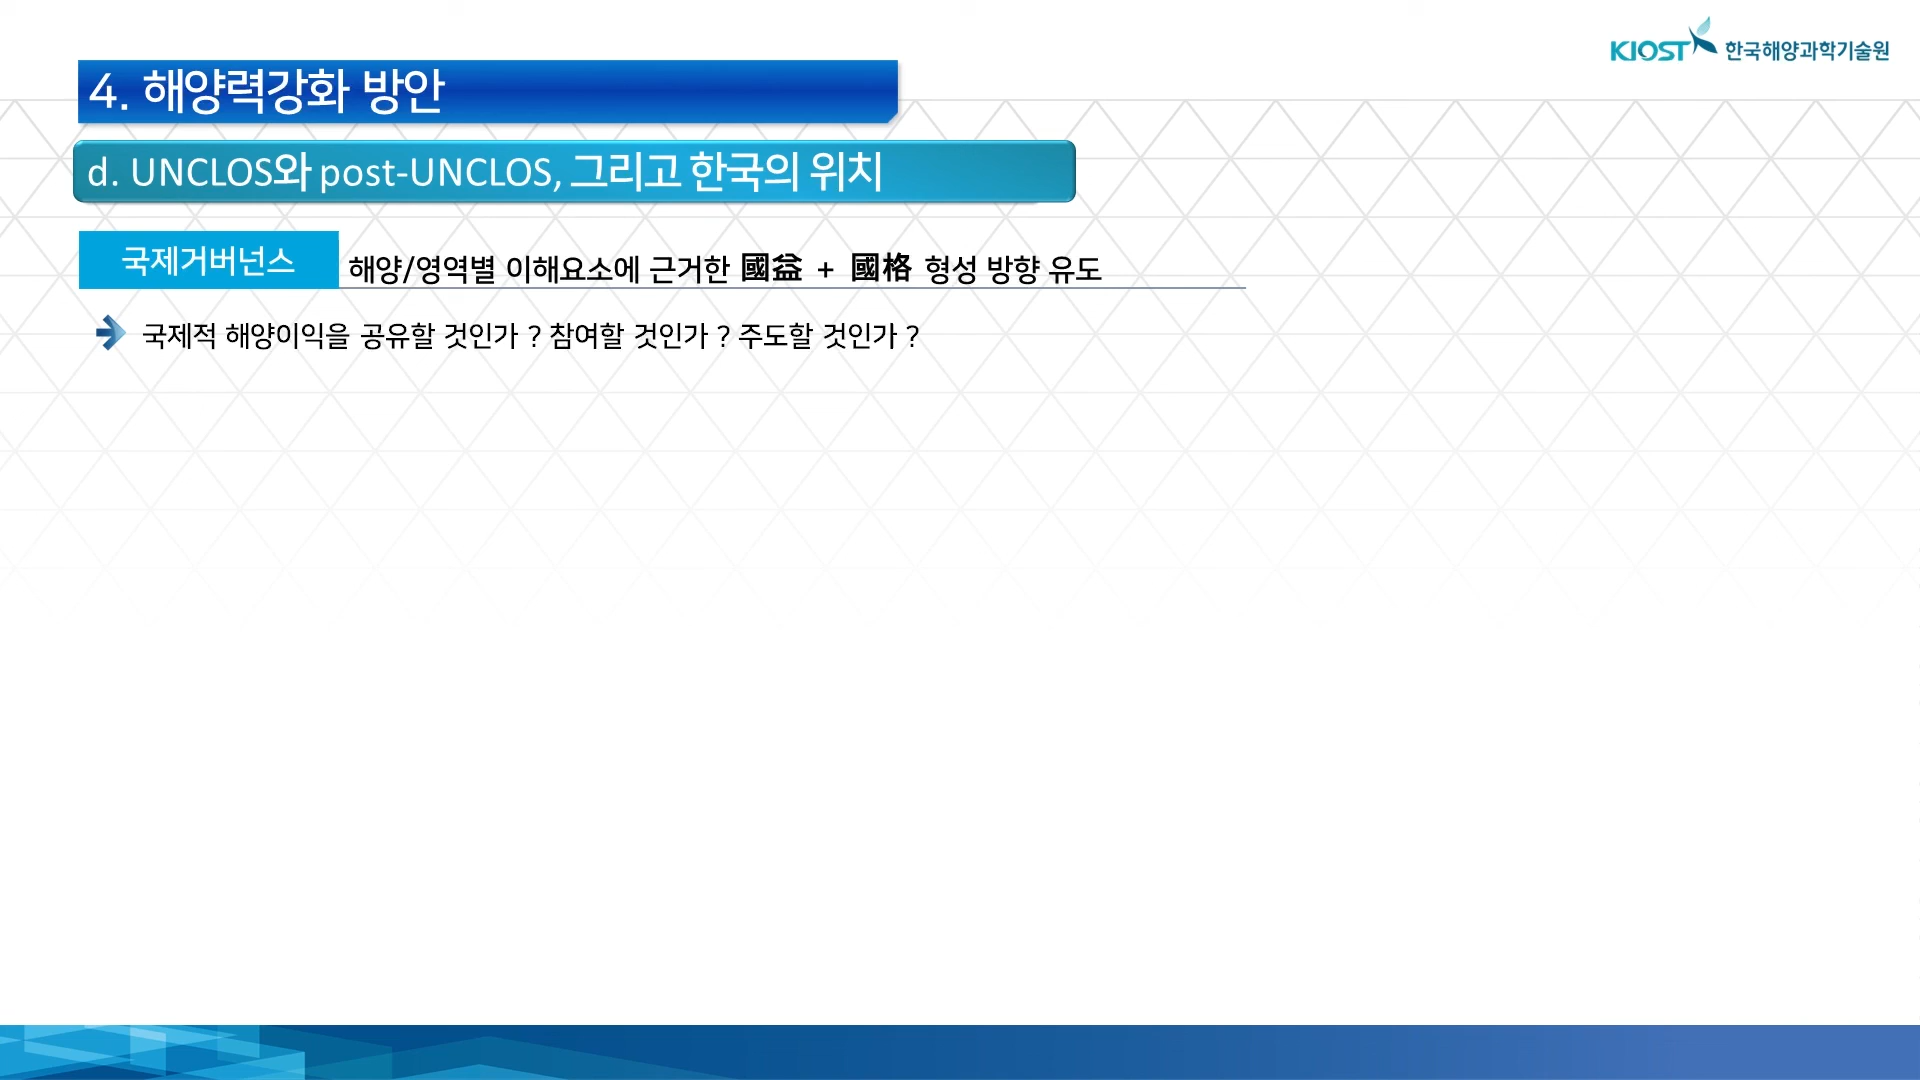 KIOST 한국해양과학기술원
4. 해양력강화 방안
d. UNCLOS와 post-UNCLOS, 그리고 한국의 위치
국제거버넌스 해양/영역별 이해요소에 근거한 國益 + 國格 형성 방향 유도
국제적 해양이익을 공유할 것인가 ? 참여할 것인가 ? 주도할 것인가 ?